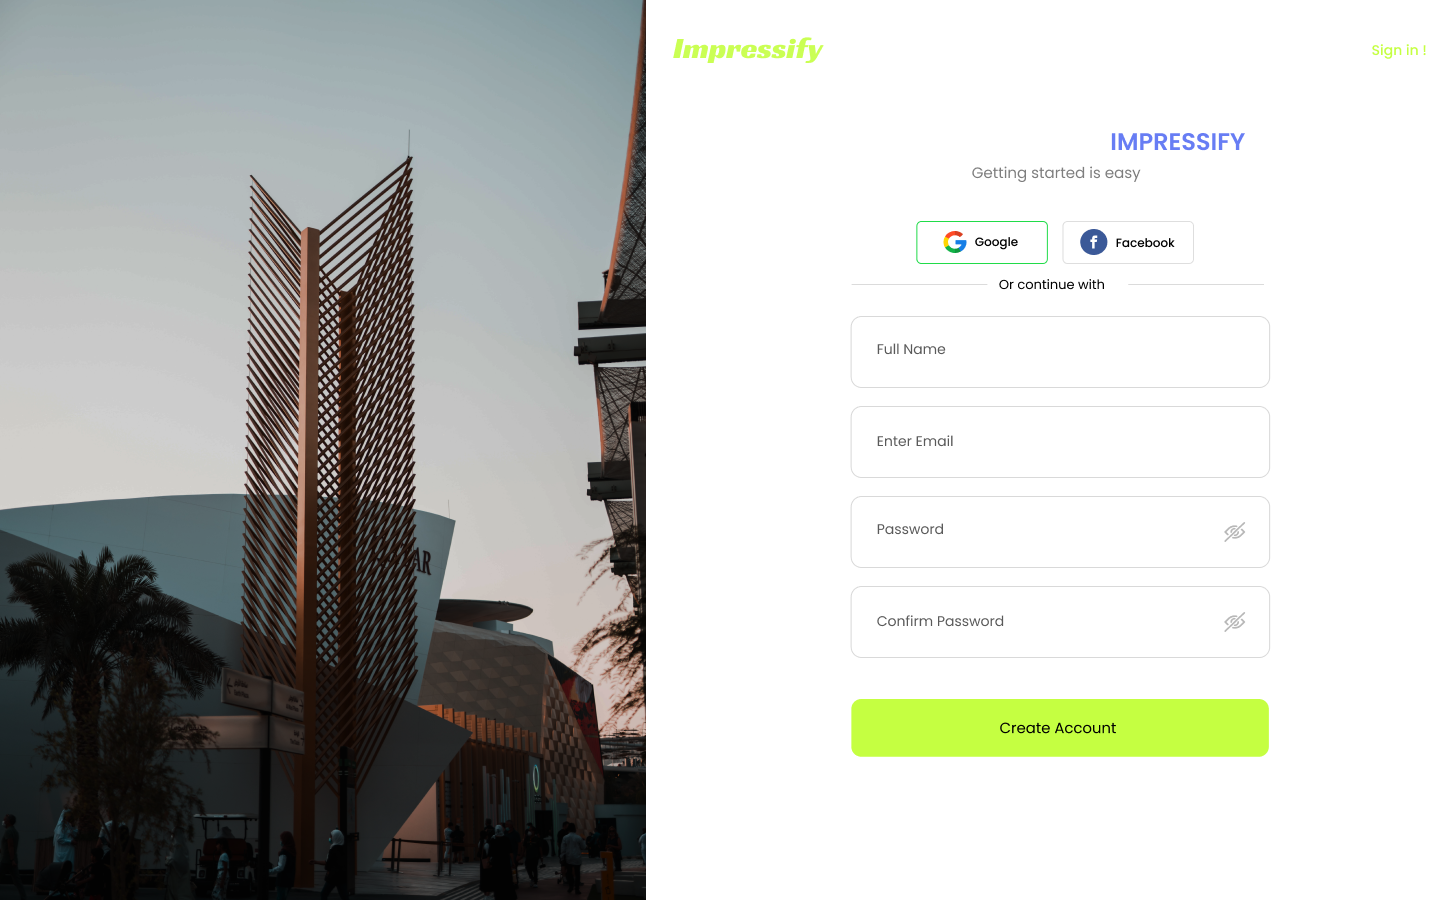 Impressify
Sign in !
IMPRESSIFY
Getting started is easy
Google
Facebook
Or continue with
Full Name
Enter Email
Password
Confirm Password
Create Account